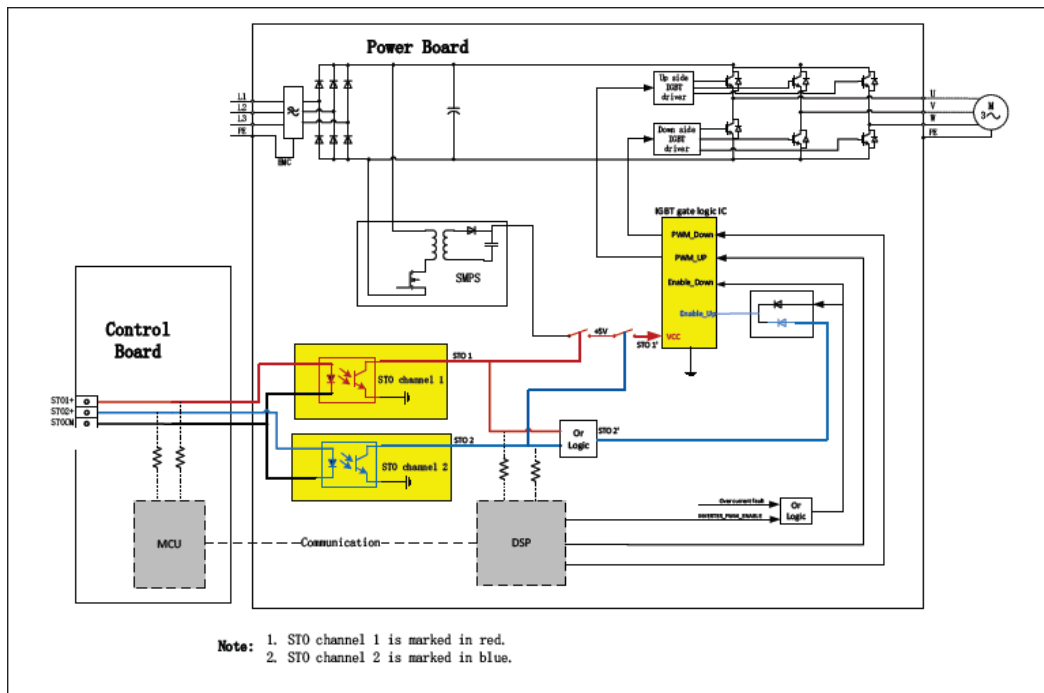 Power Board
L1
L2
L3
PE
EMC
Up side
IGBT
driver
Down side
IGBT
driver
U
V
W
PE
M
3
IGBT gate logic IC
PWM_Down
PWM_UP
Enable_Down
Enable_Up
VCC
SMPS
+5V
STO 1'
Control
Board
STO1+
STO2+
STOCM
STO 1
STO channel 1
STO 2
STO channel 2
Or
Logic
STO 2'
Over current fault
INVERTER_PWM_ENABLE
Or
Logic
MCU
Communication
DSP
Note: 1. STO channel 1 is marked in red.
2. STO channel 2 is marked in blue.